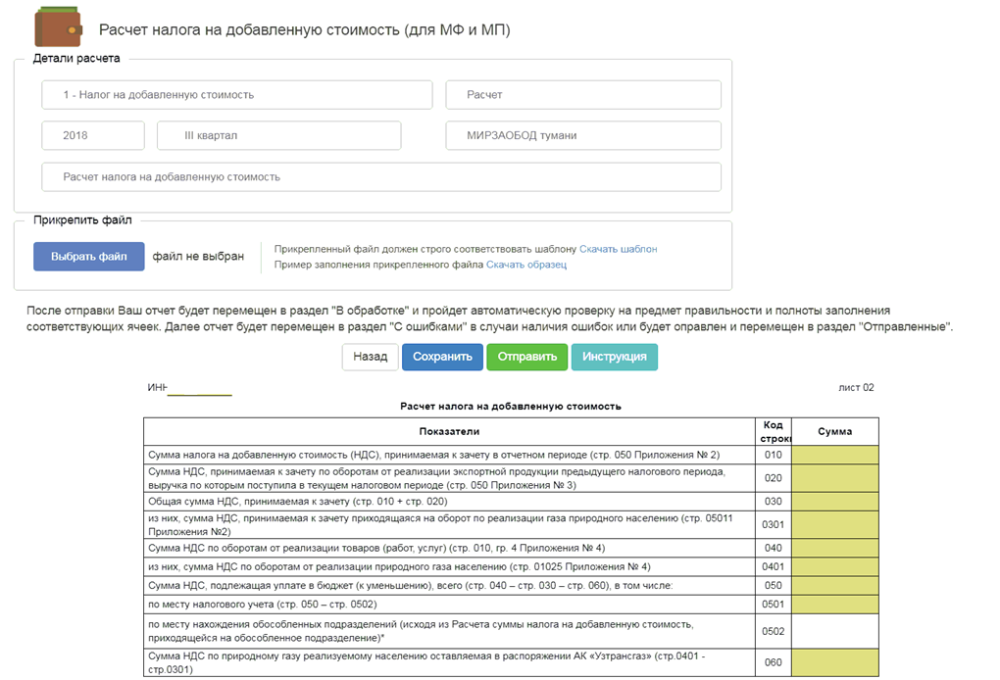 Расчет налога на добавленную стоимость (для МФ и МП)
Детали расчета
1 - Налог на добавленную стоимость
Расчет
2018
III квартал
МИРЗАОБОД тумани
Расчет налога на добавленную стоимость
Прикрепить файл
Выбрать файл
файл не выбран
Прикрепленный файл должен строго соответствовать шаблону Скачать шаблон
Пример заполнения прикрепленного файла Скачать образец
После отправки Ваш отчет будет перемещен в раздел "В обработке" и пройдет автоматическую проверку на предмет правильности и полноты заполнения
соответствующих ячеек. Далее отчет будет перемещен в раздел "С ошибками" в случаи наличия ошибок или будет оправлен и перемещен в раздел "Отправленные".
Назад
Сохранить
Отправить
Инструкция
ИНН
лист 02
Расчет налога на добавленную стоимость
Показатели
Код
строки
Сумма
Сумма налога на добавленную стоимость (НДС), принимаемая к зачету в отчетном периоде (стр. 050 Приложения № 2)
010
Сумма НДС, принимаемая к зачету по оборотам от реализации экспортной продукции предыдущего налогового периода,
выручка по которым поступила в текущем налоговом периоде (стр. 050 Приложения № 3)
020
Общая сумма НДС, принимаемая к зачету (стр. 010 + стр. 020)
030
из них, сумма НДС, принимаемая к зачету приходящаяся на оборот по реализации газа природного населению (стр. 05011
Приложения №2)
0301
Сумма НДС по оборотам от реализации товаров (работ, услуг) (стр. 010, гр. 4 Приложения № 4)
040
из них, сумма НДС по оборотам от реализации природного газа населению (стр. 01025 Приложения № 4)
0401
Сумма НДС, подлежащая уплате в бюджет (к уменьшению), всего (стр. 040 – стр. 030 – стр. 060), в том числе:
050
по месту налогового учета (стр. 050 – стр. 0502)
0501
по месту нахождения обособленных подразделений (исходя из Расчета суммы налога на добавленную стоимость,
приходящейся на обособленное подразделение)*
0502
Сумма НДС по природному газу реализуемому населению оставляемая в распоряжении АК «Узтрансгаз» (стр.0401 -
стр.0301)
060